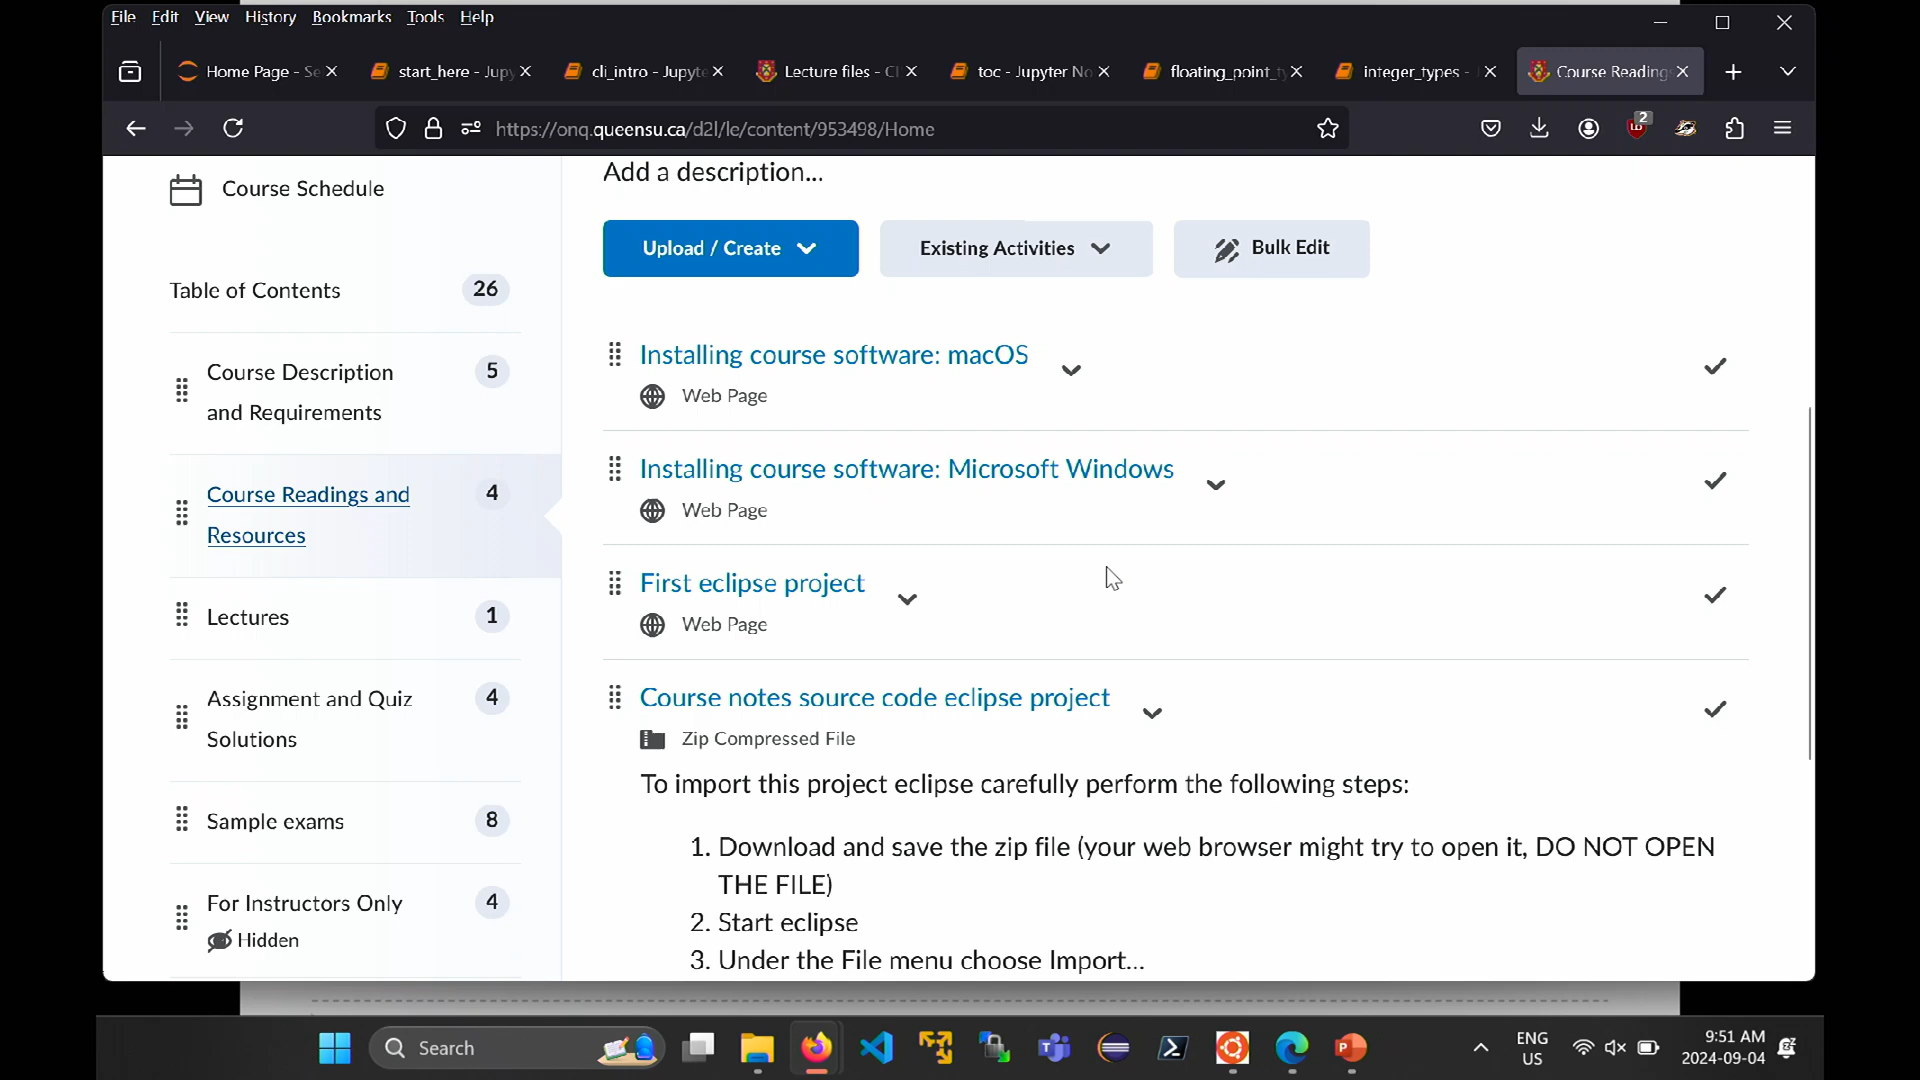 File Edit View History Bookmarks Tools Help
Home Page - Se
start_here - Jupy
cli_intro - Jupyte
Lecture files - CI
toc - Jupyter No
floating_point_ty
integer_types -
Course Readings
https://onq.queensu.ca/d2l/le/content/953498/Home
2
Course Schedule
Table of Contents 26
Course Description and Requirements 5
Course Readings and Resources 4
Lectures 1
Assignment and Quiz Solutions 4
Sample exams 8
For Instructors Only 4
Hidden
Add a description...
Upload / Create
Existing Activities
Bulk Edit
Installing course software: macOS
Web Page
Installing course software: Microsoft Windows
Web Page
First eclipse project
Web Page
Course notes source code eclipse project
Zip Compressed File
To import this project eclipse carefully perform the following steps:
1. Download and save the zip file (your web browser might try to open it, DO NOT OPEN
THE FILE)
2. Start eclipse
3. Under the File menu choose Import...
Search
ENG
US
9:51 AM
2024-09-04